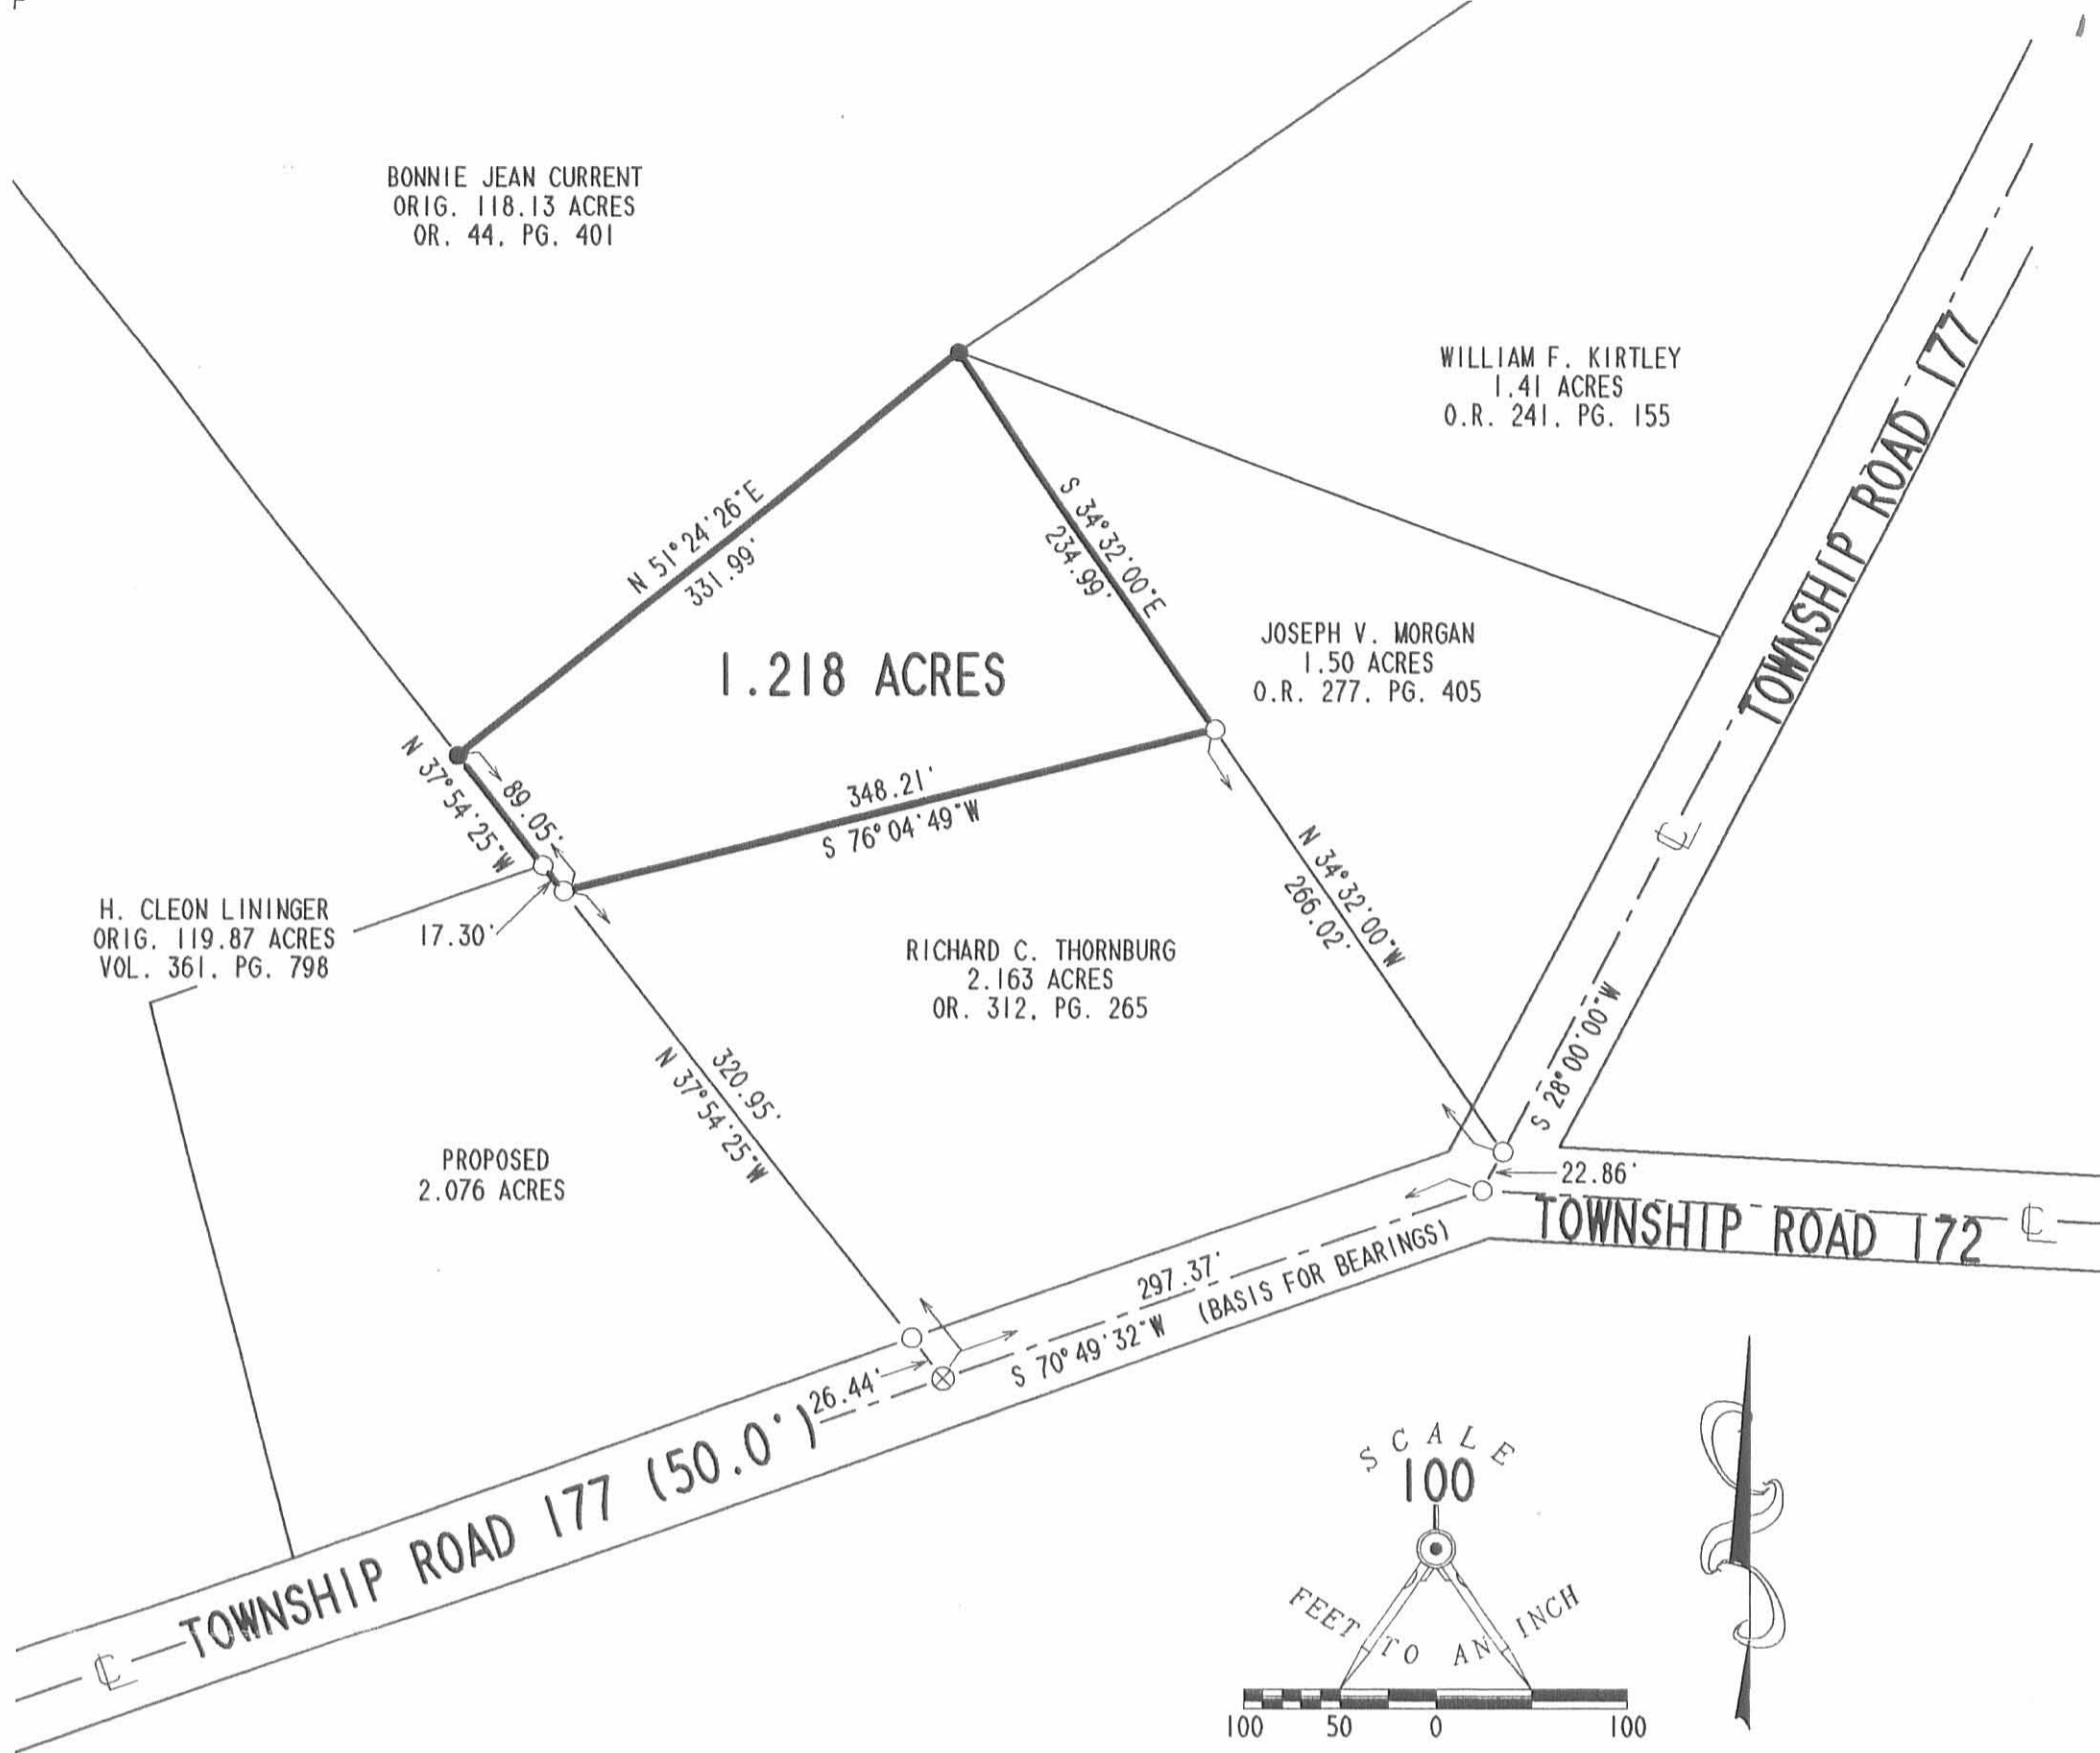 BONNIE JEAN CURRENT
ORIG. 118.13 ACRES
OR. 44. PG. 401
WILLIAM F. KIRTLEY
1.41 ACRES
O.R. 241. PG. 155
TOWNSHIP ROAD 177
N 51°24'26"E
331.99'
S 34°32'00"E
234.99'
JOSEPH V. MORGAN
1.50 ACRES
O.R. 277. PG. 405
1.218 ACRES
N 37°54'25"W
89.05'
348.21'
S 76°04'49"W
N 34°32'00"W
266.02'
H. CLEON LININGER
ORIG. 119.87 ACRES
VOL. 361. PG. 798
17.30'
RICHARD C. THORNBURG
2.163 ACRES
OR. 312. PG. 265
S 28°00'00"W
320.95'
N 37°54'25"W
PROPOSED
2.076 ACRES
22.86'
TOWNSHIP ROAD 172
297.37'
S 70°49'32"W (BASIS FOR BEARINGS)
26.44'
TOWNSHIP ROAD 177 (50.0')
SCALE
100
FEET TO AN INCH
100 50 0 100